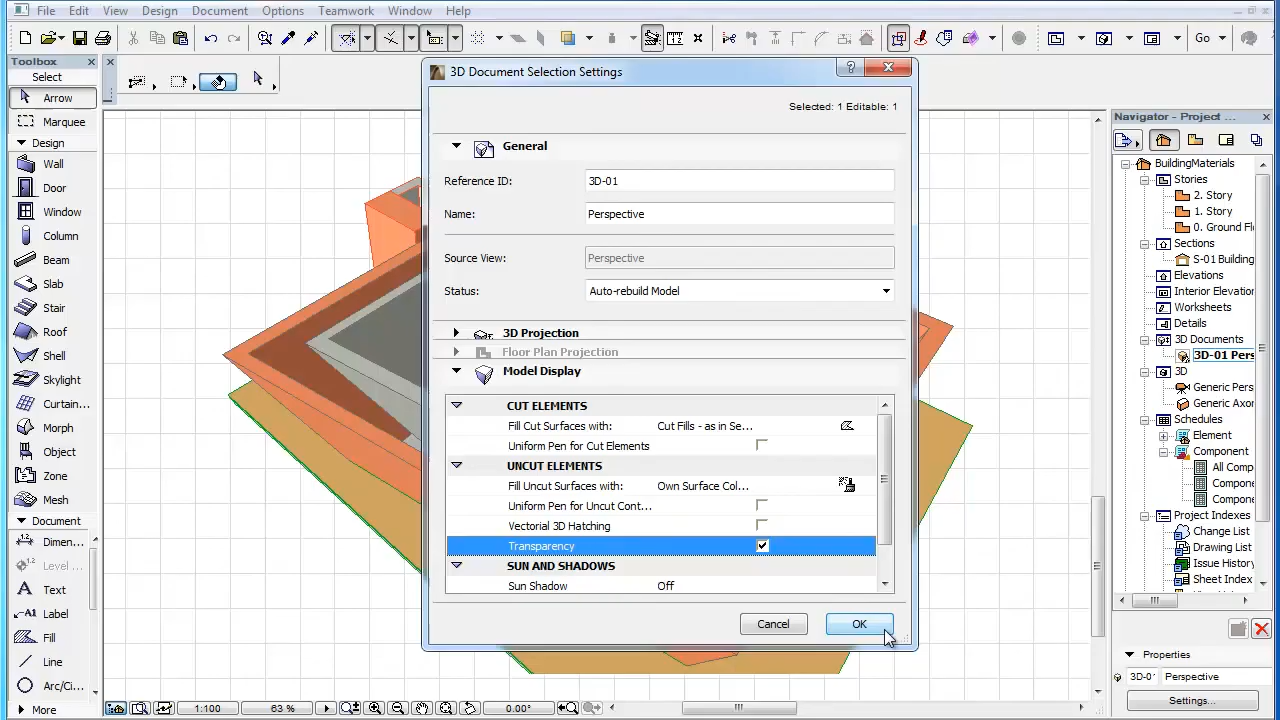 File Edit View Design Document Options Teamwork Window Help
Go
Toolbox
Select
Arrow
Marquee
Design
Wall
Door
Window
Column
Beam
Slab
Stair
Roof
Shell
Skylight
Curtain...
Morph
Object
Zone
Mesh
Document
Dimen...
Level ...
Text
Label
Fill
Line
Arc/Ci...
More
3D Document Selection Settings
Selected: 1 Editable: 1
General
Reference ID: 3D-01
Name: Perspective
Source View: Perspective
Status: Auto-rebuild Model
3D Projection
Floor Plan Projection
Model Display
CUT ELEMENTS
Fill Cut Surfaces with: Cut Fills - as in Se...
Uniform Pen for Cut Elements
UNCUT ELEMENTS
Fill Uncut Surfaces with: Own Surface Col...
Uniform Pen for Uncut Cont...
Vectorial 3D Hatching
Transparency
SUN AND SHADOWS
Sun Shadow Off
Cancel OK
Navigator - Project ...
BuildingMaterials
Stories
2. Story
1. Story
0. Ground Fl
Sections
S-01 Building
Elevations
Interior Elevation
Worksheets
Details
3D Documents
3D-01 Pers
3D
Generic Pers
Generic Axon
Schedules
Element
Component
All Comp
Compone
Compone
Project Indexes
Change List
Drawing List
Issue History
Sheet Index
Properties
3D-0 Perspective
Settings...
1:100 63 % 0.00°